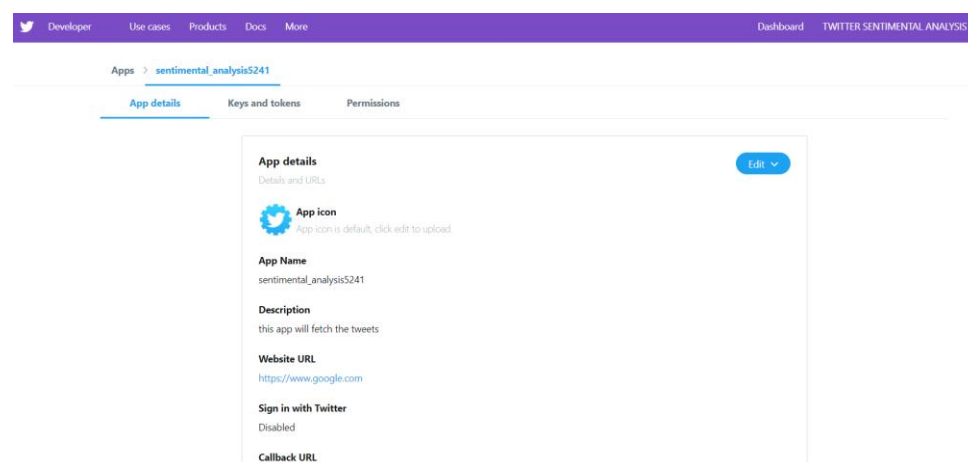 Developer Use cases Products Docs More Dashboard TWITTER SENTIMENTAL ANALYSIS
Apps > sentimental_analysis5241
App details Keys and tokens Permissions
App details Edit
Details and URLs
App icon
App icon is default, click edit to upload
App Name
sentimental_analysis5241
Description
this app will fetch the tweets
Website URL
https://www.google.com
Sign in with Twitter
Disabled
Callback URL